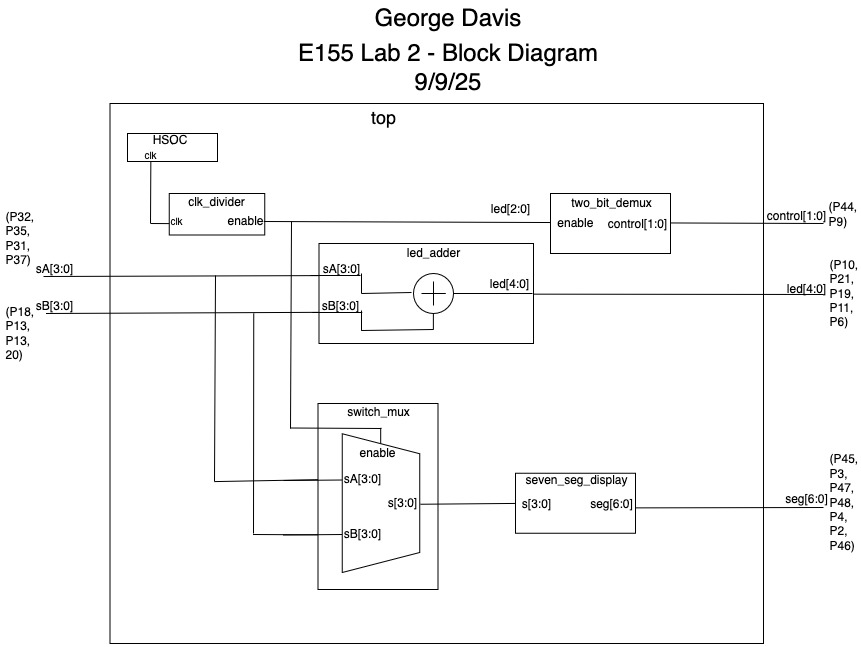 George Davis
E155 Lab 2 - Block Diagram
9/9/25
top
HSOC
clk
clk_divider
clk
enable
led[2:0]
two_bit_demux
enable
control[1:0]
control[1:0]
(P44,
P9)
(P32,
P35,
P31,
P37)
sA[3:0]
sB[3:0]
(P18,
P13,
P13,
20)
led_adder
sA[3:0]
sB[3:0]
led[4:0]
led[4:0]
(P10,
P21,
P19,
P11,
P6)
switch_mux
enable
sA[3:0]
s[3:0]
sB[3:0]
seven_seg_display
s[3:0]
seg[6:0]
seg[6:0]
(P45,
P3,
P47,
P48,
P4,
P2,
P46)